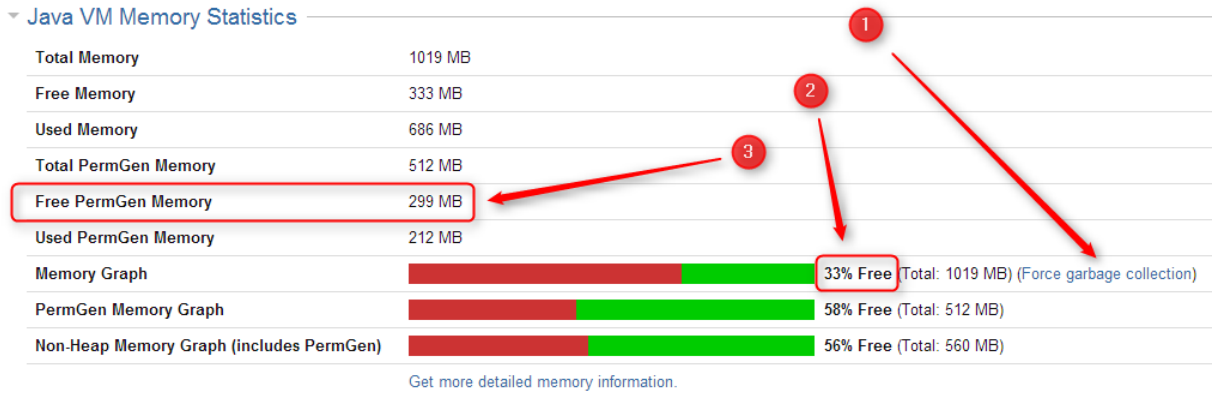 Java VM Memory Statistics
1
Total Memory 1019 MB
Free Memory 333 MB
2
Used Memory 686 MB
3
Total PermGen Memory 512 MB
Free PermGen Memory 299 MB
Used PermGen Memory 212 MB
Memory Graph 33% Free (Total: 1019 MB) (Force garbage collection)
PermGen Memory Graph 58% Free (Total: 512 MB)
Non-Heap Memory Graph (includes PermGen) 56% Free (Total: 560 MB)
Get more detailed memory information.